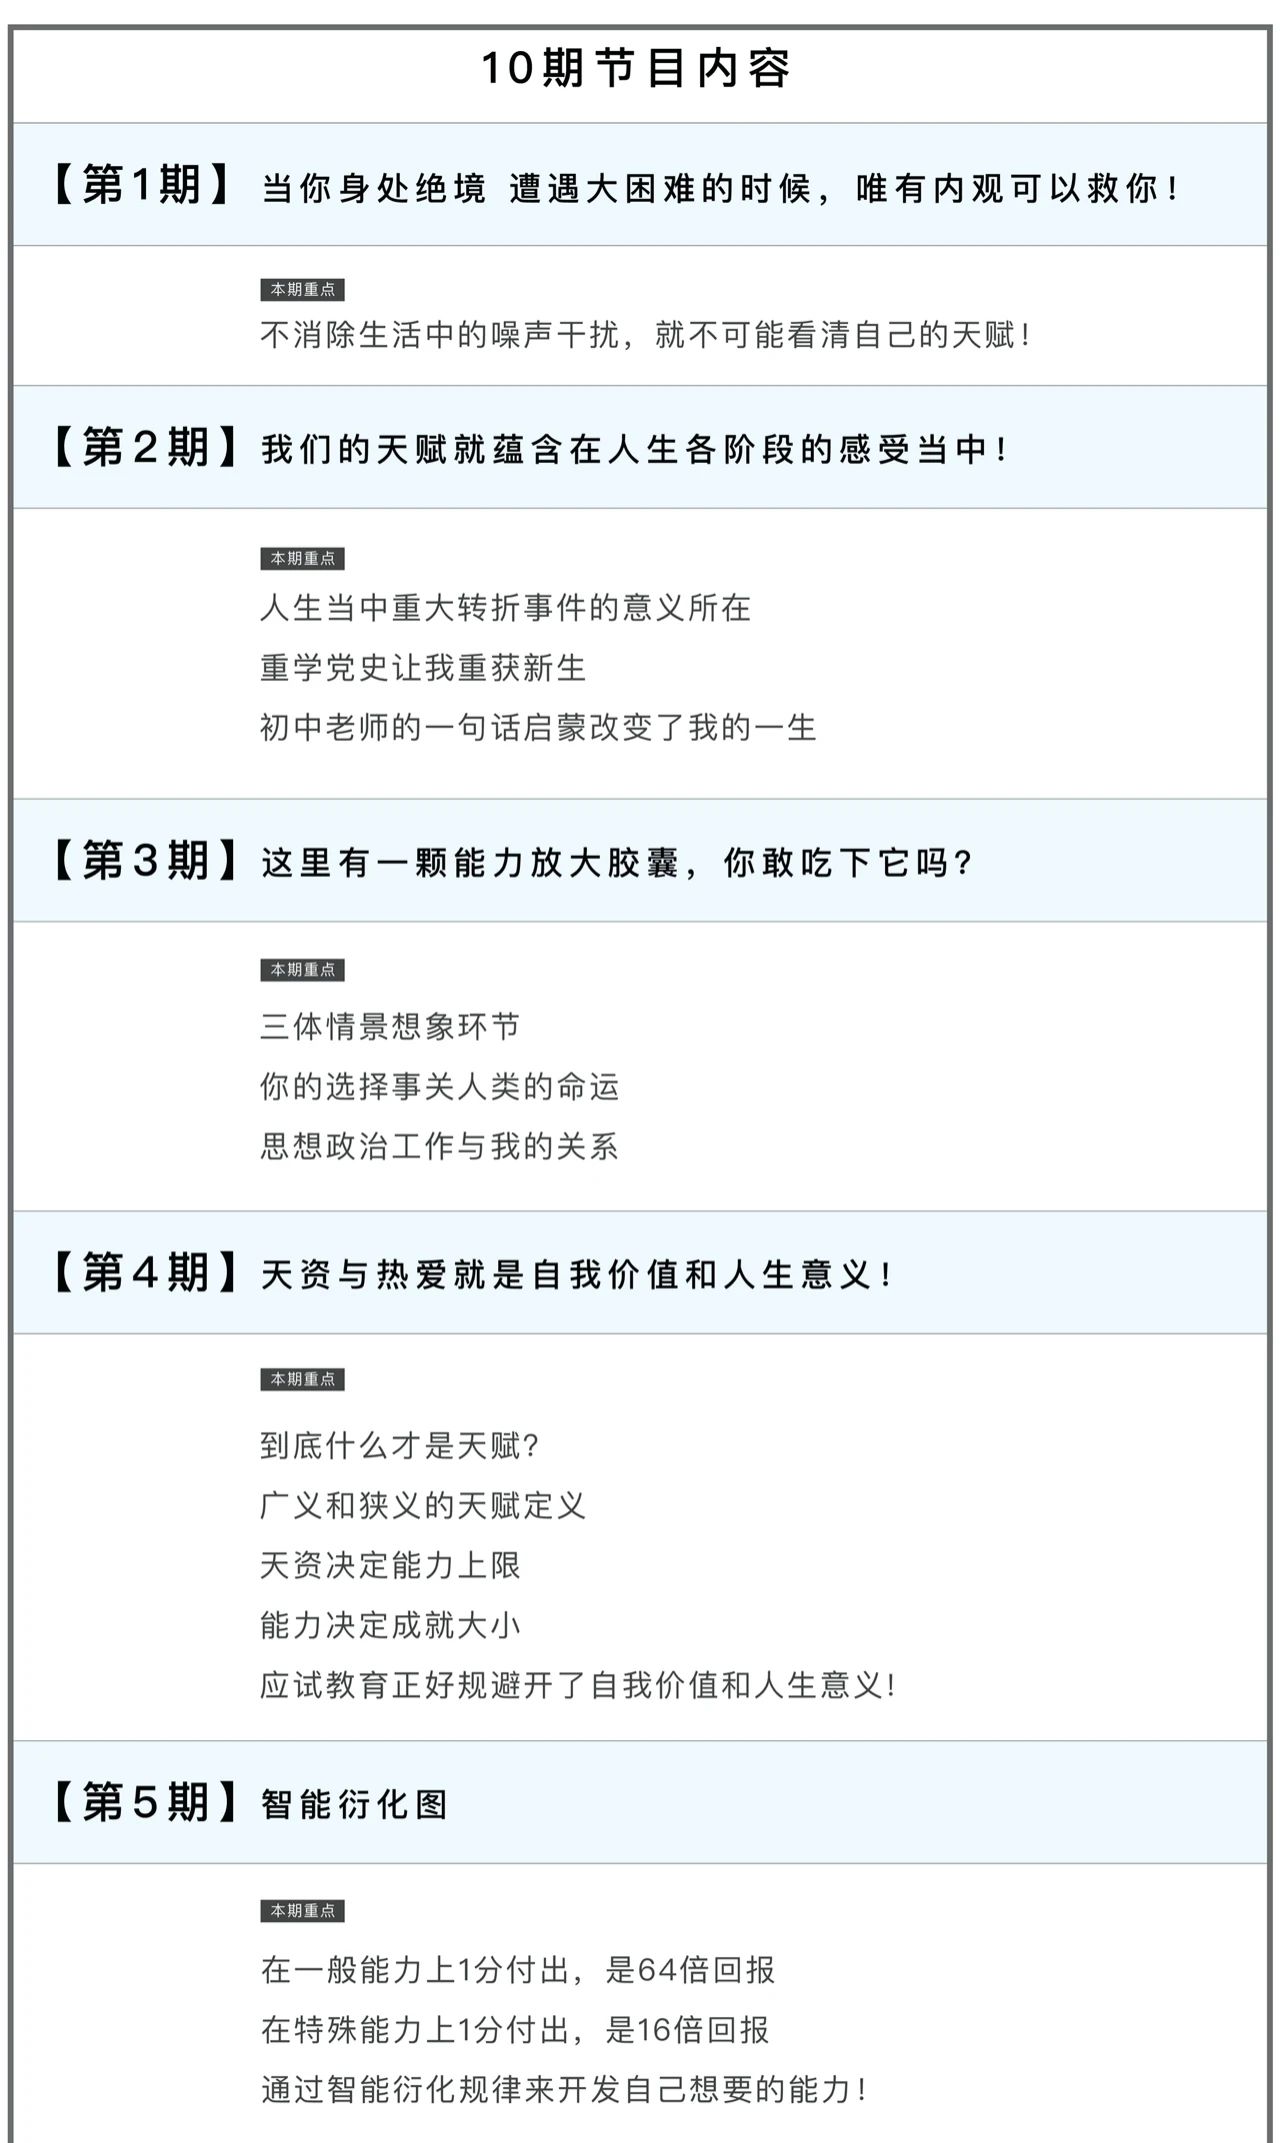 10期节目内容
【第1期】当你身处绝境 遭遇大困难的时候，唯有内观可以救你！
本期重点
不消除生活中的噪声干扰，就不可能看清自己的天赋！
【第2期】我们的天赋就蕴含在人生各阶段的感受当中！
本期重点
人生当中重大转折事件的意义所在
重学党史让我重获新生
初中老师的一句话启蒙改变了我的一生
【第3期】这里有一颗能力放大胶囊，你敢吃下它吗？
本期重点
三体情景想象环节
你的选择事关人类的命运
思想政治工作与我的关系
【第4期】天资与热爱就是自我价值和人生意义！
本期重点
到底什么才是天赋？
广义和狭义的天赋定义
天资决定能力上限
能力决定成就大小
应试教育正好规避开了自我价值和人生意义！
【第5期】智能衍化图
本期重点
在一般能力上1分付出，是64倍回报
在特殊能力上1分付出，是16倍回报
通过智能衍化规律来开发自己想要的能力！